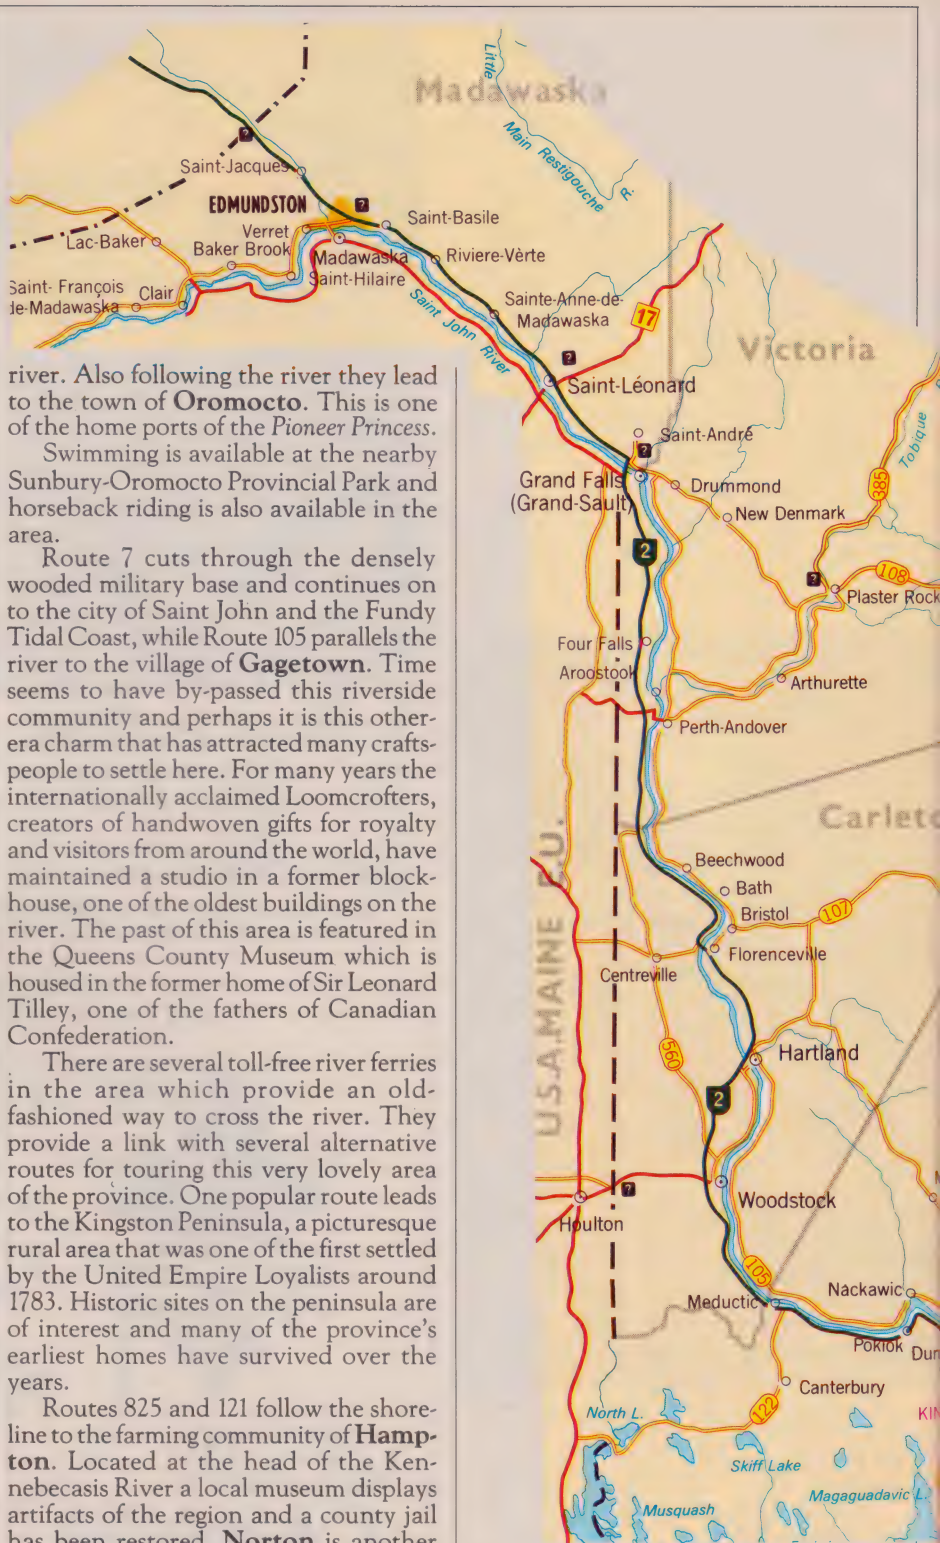 Little
Main Restigouche
R.
Madawaska
Saint-Jacques
EDMUNDSTON
Verret
Saint-Basile
Lac-Baker
Baker Brook
Madawaska
Riviere-Vèrte
Saint-Hilaire
Saint- François
de-Madawaska
Clair
Saint John River
Sainte-Anne-de-
Madawaska
17
Victoria
Saint-Léonard
Saint-André
Grand Falls
(Grand-Sault)
Drummond
New Denmark
385
Tobique
2
108
Plaster Rock
Four Falls
Aroostook
Arthurette
Perth-Andover
U.S.A. MAINE E.U.
Beechwood
Bath
Bristol
107
Florenceville
Centreville
560
Hartland
2
Woodstock
Houlton
105
Meductic
Nackawic
Pokiok
Canterbury
122
North L.
Skiff Lake
Musquash
Magaguadavic L.
river. Also following the river they lead
to the town of Oromocto. This is one
of the home ports of the Pioneer Princess.
Swimming is available at the nearby
Sunbury-Oromocto Provincial Park and
horseback riding is also available in the
area.
Route 7 cuts through the densely
wooded military base and continues on
to the city of Saint John and the Fundy
Tidal Coast, while Route 105 parallels the
river to the village of Gagetown. Time
seems to have by-passed this riverside
community and perhaps it is this other-
era charm that has attracted many crafts-
people to settle here. For many years the
internationally acclaimed Loomcrofters,
creators of handwoven gifts for royalty
and visitors from around the world, have
maintained a studio in a former block-
house, one of the oldest buildings on the
river. The past of this area is featured in
the Queens County Museum which is
housed in the former home of Sir Leonard
Tilley, one of the fathers of Canadian
Confederation.
There are several toll-free river ferries
in the area which provide an old-
fashioned way to cross the river. They
provide a link with several alternative
routes for touring this very lovely area
of the province. One popular route leads
to the Kingston Peninsula, a picturesque
rural area that was one of the first settled
by the United Empire Loyalists around
1783. Historic sites on the peninsula are
of interest and many of the province's
earliest homes have survived over the
years.
Routes 825 and 121 follow the shore-
line to the farming community of Hamp-
ton. Located at the head of the Ken-
nebecasis River a local museum displays
artifacts of the region and a county jail
has been restored. Norton is another